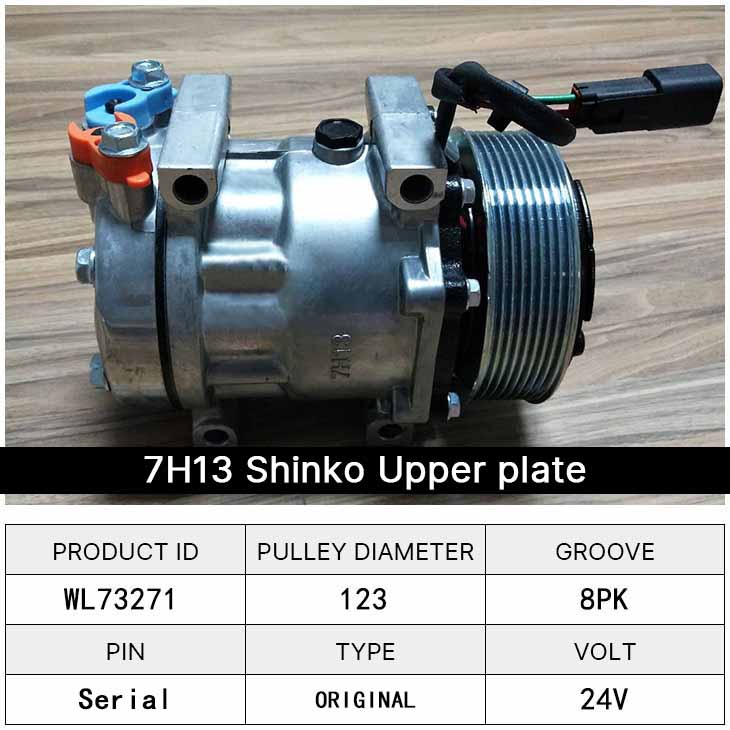 7H13
7H13 Shinko Upper plate
PRODUCT ID PULLEY DIAMETER GROOVE
WL73271 123 8PK
PIN TYPE VOLT
Serial ORIGINAL 24V